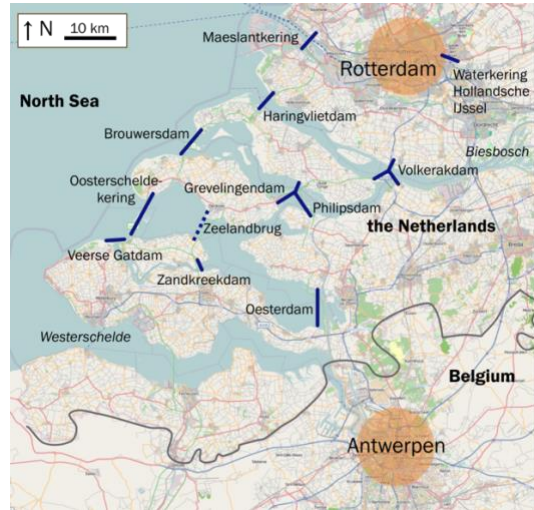 ↑ N 10 km
Maeslantkering
Rotterdam
Waterkering
Hollandsche
IJssel
North Sea
Haringvlietdam
Brouwersdam
Biesbosch
Oosterschelde-
kering
Grevelingendam
Volkerakdam
Philipsdam
the Netherlands
Zeelandbrug
Veerse Gatdam
Zandkreekdam
Oesterdam
Westerschelde
Belgium
Antwerpen